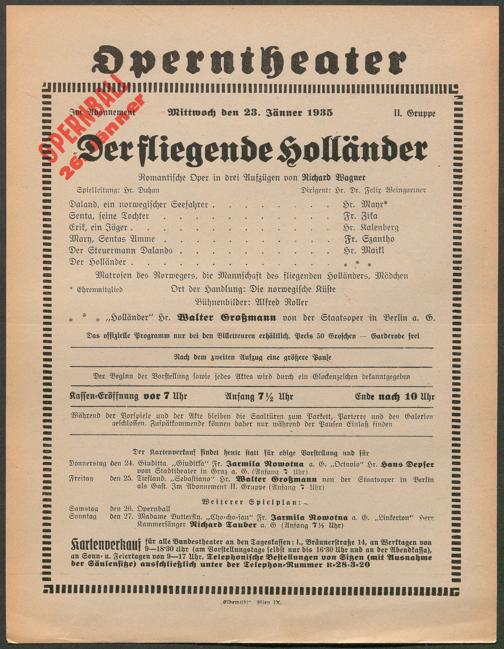 Operntheater
OPERNBALL
26. Jänner
Im Abonnement Mittwoch den 23. Jänner 1935 II. Gruppe
Der fliegende Holländer
Romantische Oper in drei Aufzügen von Richard Wagner
Spielleitung: Hr. Duhan Dirigent: Hr. Dr. Felix Weingartner
Daland, ein norwegischer Seefahrer . . . . . . . . . Hr. Mayr*
Senta, seine Tochter . . . . . . . . . Fr. Zika
Erik, ein Jäger . . . . . . . . . Hr. Kalenberg
Mary, Sentas Amme . . . . . . . . . Fr. Szantho
Der Steuermann Dalands . . . . . . . . . Hr. Maikl
Der Holländer . . . . . . . . . * * *
Matrosen des Norwegers, die Mannschaft des fliegenden Holländers, Mädchen
* Ehrenmitglied Ort der Handlung: Die norwegische Küste
Bühnenbilder: Alfred Roller
* * * „Holländer" Hr. Walter Großmann von der Staatsoper in Berlin a. G.
Das offizielle Programm nur bei den Billetteuren erhältlich. Preis 50 Groschen — Garderobe frei
Nach dem zweiten Aufzug eine größere Pause
Der Beginn der Vorstellung sowie jedes Aktes wird durch ein Glockenzeichen bekanntgegeben
Kassen-Eröffnung vor 7 Uhr Anfang 7½ Uhr Ende nach 10 Uhr
Während der Vorspiele und der Akte bleiben die Saaltüren zum Parkett, Parterre und den Galerien
geschlossen. Zuspätkommende können daher nur während der Pausen Einlaß finden
Der Kartenverkauf findet heute statt für obige Vorstellung und für
Donnerstag den 24. Giuditta, „Giuditta" Fr. Jarmila Novotna a. G. „Octavio" Hr. Hans Depser
vom Stadttheater in Graz a. G. (Anfang 7 Uhr)
Freitag den 25. Tiefland. „Sebastiano" Hr. Walter Großmann von der Staatsoper in Berlin
als Gast. Im Abonnement II. Gruppe (Anfang 7 Uhr)
Weiterer Spielplan:
Samstag den 26. Opernball
Sonntag den 27. Madame Butterfly. „Cho-cho-san" Fr. Jarmila Novotna a. G. „Linkerton" Herr
Kammersänger Richard Tauber a. G (Anfang 7½ Uhr)
Kartenverkauf für alle Bundestheater an den Tageskassen: I., Bräunerstraße 14, an Werktagen von
9—18·30 Uhr (am Vorstellungstage selbst nur bis 16·30 Uhr und an der Abendkassa),
an Sonn- u. Feiertagen von 9—17 Uhr. Telephonische Bestellungen von Sitzen (mit Ausnahme
der Säulensitze) ausschließlich unter der Telephon-Nummer R-28-3-20
„Elbemühl" Wien IX.